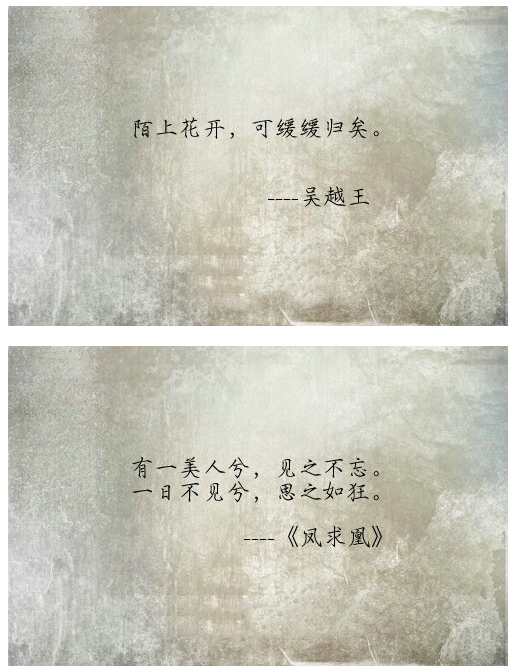 陌上花开，可缓缓归矣。
----吴越王
有一美人兮，见之不忘。
一日不见兮，思之如狂。
----《凤求凰》